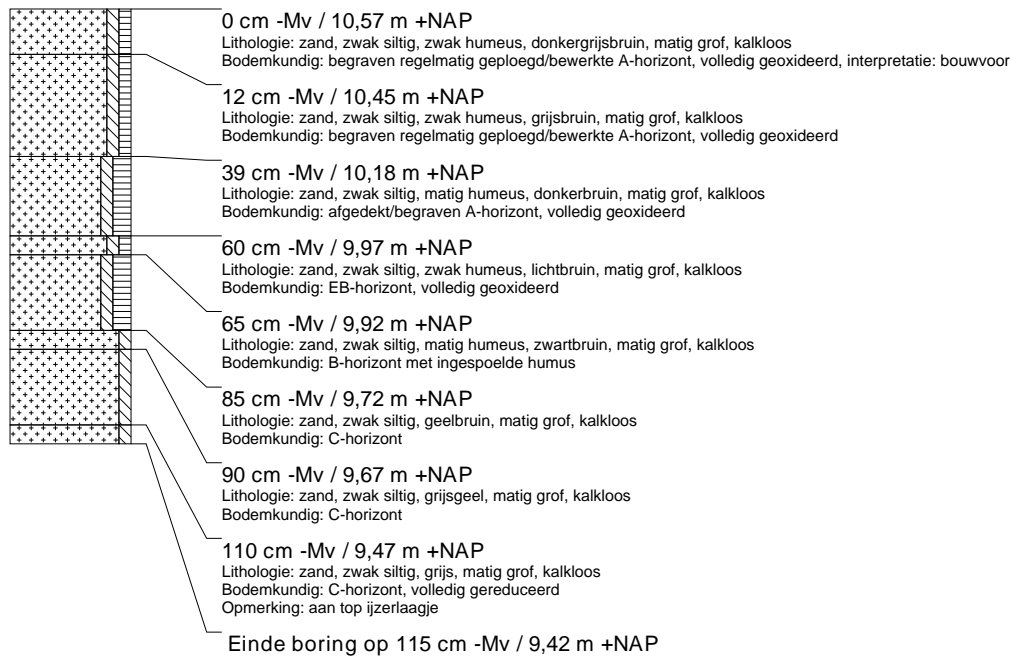 0 cm -Mv / 10,57 m +NAP
Lithologie: zand, zwak siltig, zwak humeus, donkergrijsbruin, matig grof, kalkloos
Bodemkundig: begraven regelmatig geploegd/bewerkte A-horizont, volledig geoxideerd, interpretatie: bouwvoor
12 cm -Mv / 10,45 m +NAP
Lithologie: zand, zwak siltig, zwak humeus, grijsbruin, matig grof, kalkloos
Bodemkundig: begraven regelmatig geploegd/bewerkte A-horizont, volledig geoxideerd
39 cm -Mv / 10,18 m +NAP
Lithologie: zand, zwak siltig, matig humeus, donkerbruin, matig grof, kalkloos
Bodemkundig: afgedekt/begraven A-horizont, volledig geoxideerd
60 cm -Mv / 9,97 m +NAP
Lithologie: zand, zwak siltig, zwak humeus, lichtbruin, matig grof, kalkloos
Bodemkundig: EB-horizont, volledig geoxideerd
65 cm -Mv / 9,92 m +NAP
Lithologie: zand, zwak siltig, matig humeus, zwartbruin, matig grof, kalkloos
Bodemkundig: B-horizont met ingespoelde humus
85 cm -Mv / 9,72 m +NAP
Lithologie: zand, zwak siltig, geelbruin, matig grof, kalkloos
Bodemkundig: C-horizont
90 cm -Mv / 9,67 m +NAP
Lithologie: zand, zwak siltig, grijsgeel, matig grof, kalkloos
Bodemkundig: C-horizont
110 cm -Mv / 9,47 m +NAP
Lithologie: zand, zwak siltig, grijs, matig grof, kalkloos
Bodemkundig: C-horizont, volledig gereduceerd
Opmerking: aan top ijzerlaagje
Einde boring op 115 cm -Mv / 9,42 m +NAP